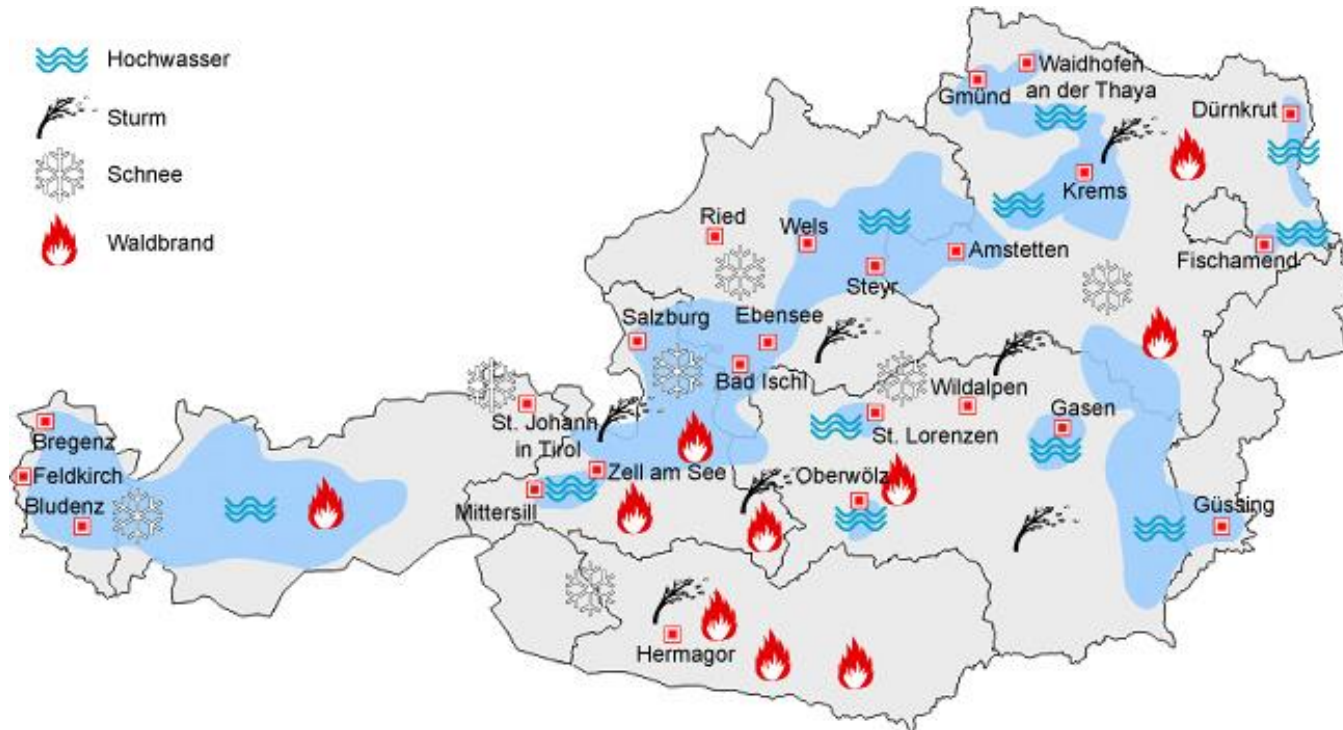 Hochwasser
Sturm
Schnee
Waldbrand
Waidhofen
an der Thaya
Gmünd
Dürnkrut
Krems
Ried
Wels
Amstetten
Fischamend
Steyr
Salzburg
Ebensee
Bad Ischl
Wildalpen
St. Johann
in Tirol
St. Lorenzen
Gasen
Bregenz
Feldkirch
Bludenz
Zell am See
Oberwölz
Mittersill
Güssing
Hermagor